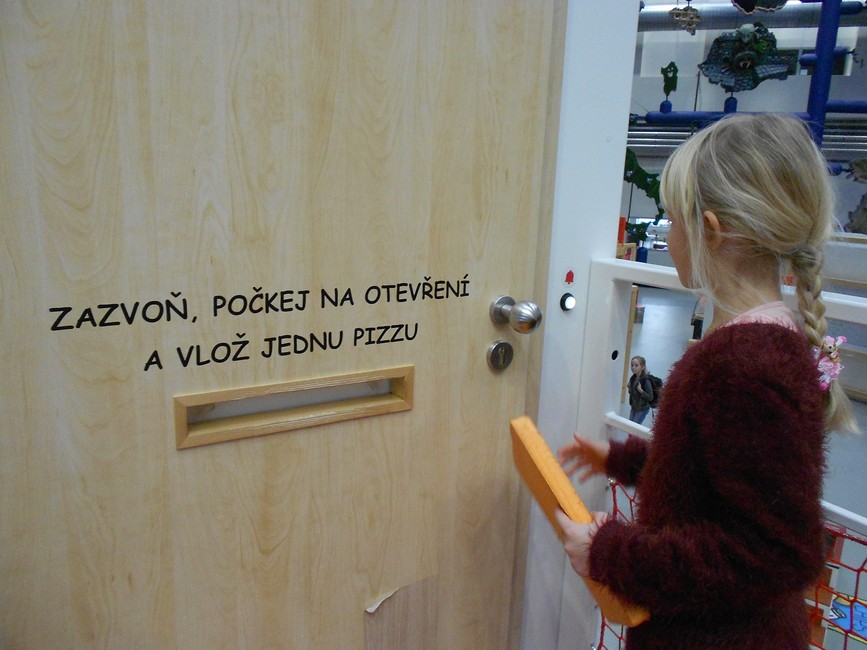 ZAZVOŇ, POČKEJ NA OTEVŘENÍ
A VLOŽ JEDNU PIZZU